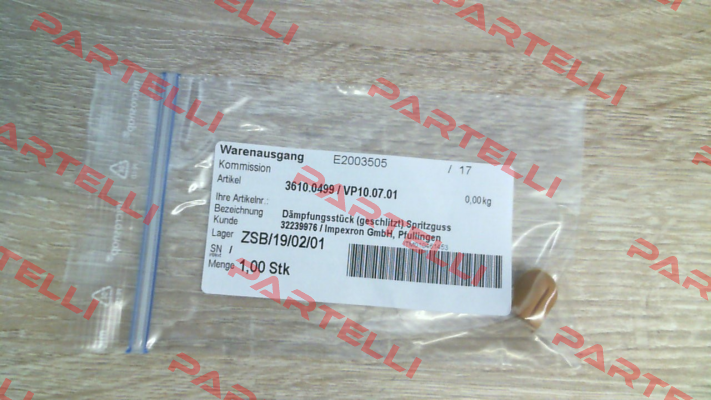 PARTELLI
PARTELLI
PARTELLI
PARTELLI
Warenausgang E2003505 / 17
Kommission
Artikel 3610.0499 / VP10.07.01 0,00 kg
Ihre Artikelnr.:
Bezeichnung Dämpfungsstück (geschlitzt) Spritzguss
Kunde 32239976 / Impexron GmbH, Pfullingen
Lager ZSB/19/02/01
SN /
Menge 1,00 Stk
PARTELLI
PARTELLI
PARTELLI
PARTELLI